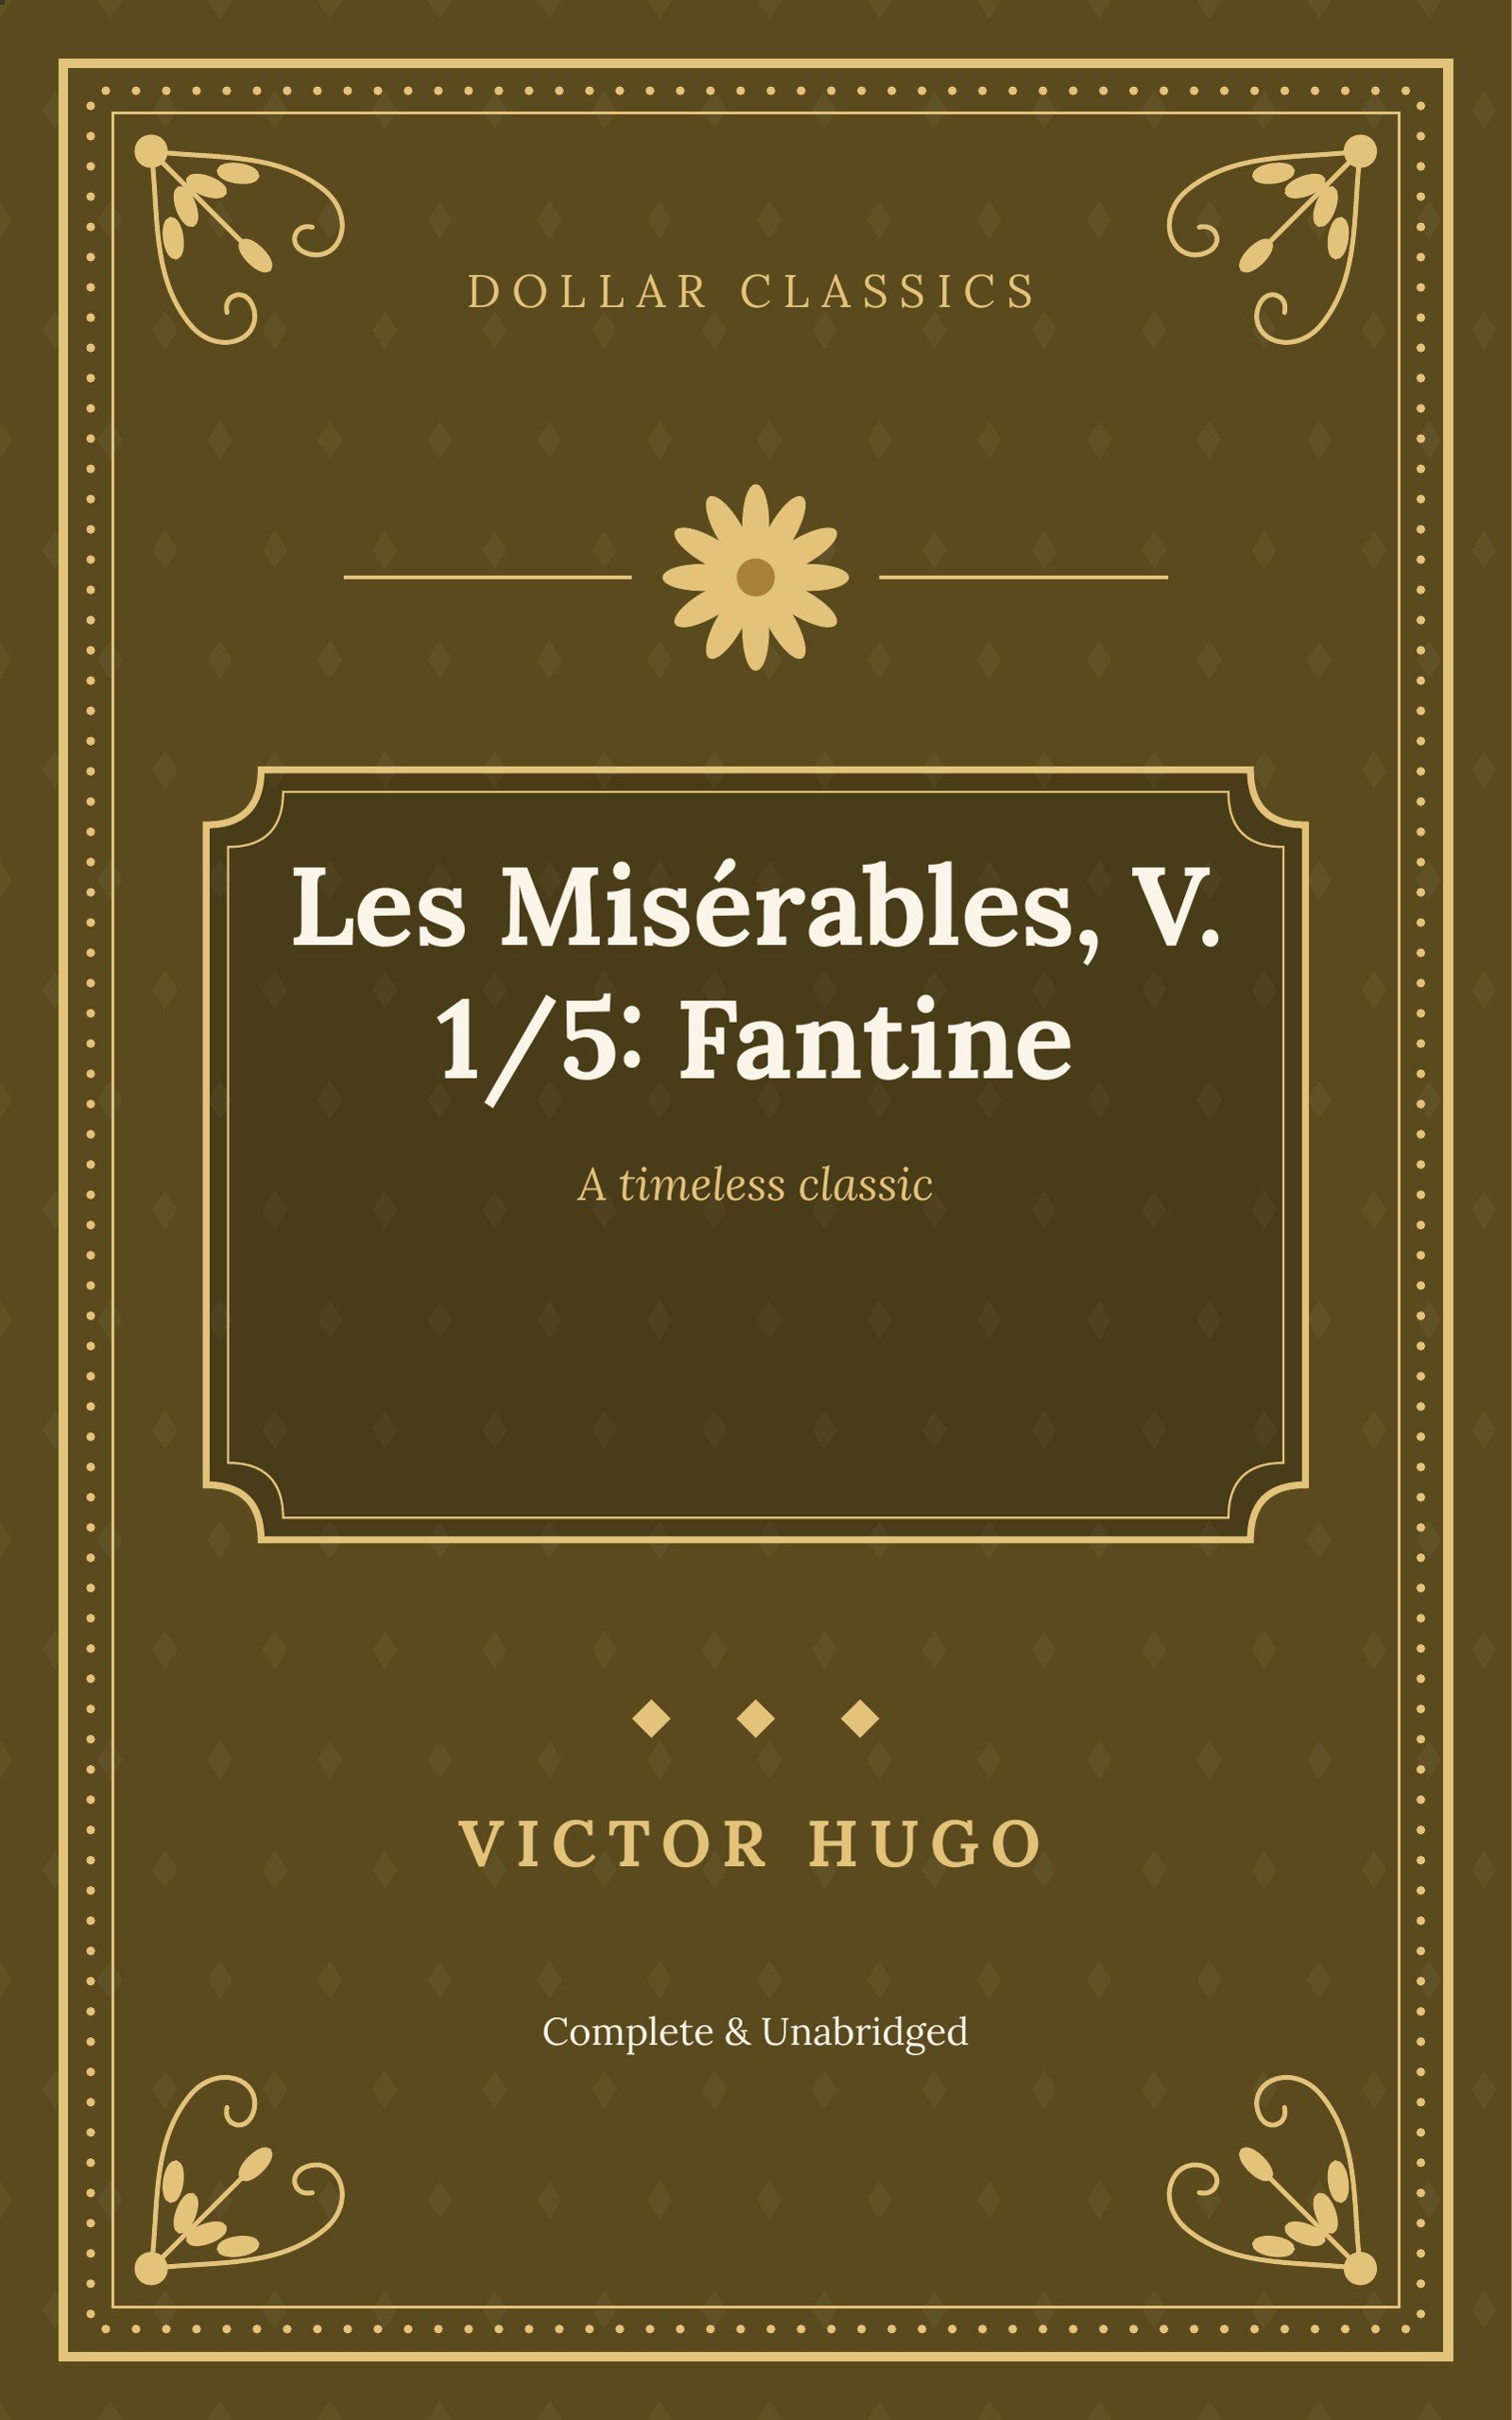 DOLLAR CLASSICS
Les Misérables, V.
1/5: Fantine
A timeless classic
VICTOR HUGO
Complete & Unabridged